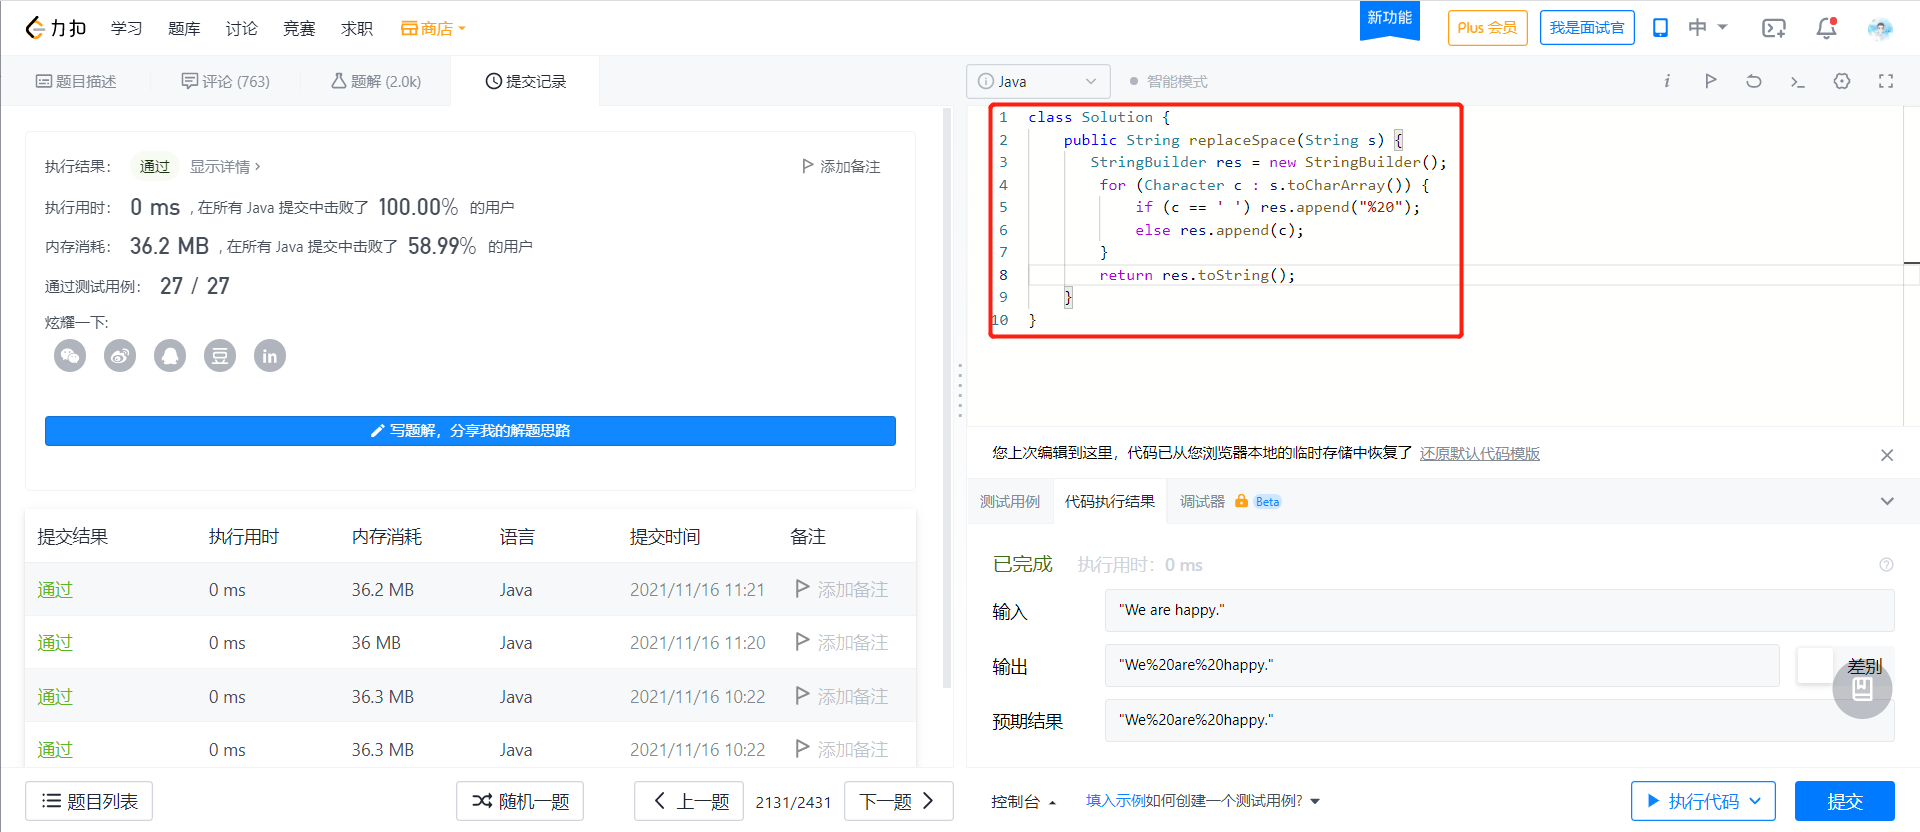 力扣 学习 题库 讨论 竞赛 求职 商店 新功能 Plus 会员 我是面试官 中
题目描述 评论 (763) 题解 (2.0k) 提交记录
执行结果： 通过 显示详情 › 添加备注
执行用时： 0 ms , 在所有 Java 提交中击败了 100.00% 的用户
内存消耗： 36.2 MB , 在所有 Java 提交中击败了 58.99% 的用户
通过测试用例： 27 / 27
炫耀一下:
豆 in
写题解，分享我的解题思路
提交结果 执行用时 内存消耗 语言 提交时间 备注
通过 0 ms 36.2 MB Java 2021/11/16 11:21 添加备注
通过 0 ms 36 MB Java 2021/11/16 11:20 添加备注
通过 0 ms 36.3 MB Java 2021/11/16 10:22 添加备注
通过 0 ms 36.3 MB Java 2021/11/16 10:22 添加备注
题目列表 随机一题 上一题 2131/2431 下一题
i Java 智能模式 i
1 class Solution {
2 public String replaceSpace(String s) {
3 StringBuilder res = new StringBuilder();
4 for (Character c : s.toCharArray()) {
5 if (c == ' ') res.append("%20");
6 else res.append(c);
7 }
8 return res.toString();
9 }
10 }
您上次编辑到这里，代码已从您浏览器本地的临时存储中恢复了 还原默认代码模版
测试用例 代码执行结果 调试器 Beta
已完成 执行用时：0 ms
输入 "We are happy."
输出 "We%20are%20happy." 差别
预期结果 "We%20are%20happy."
控制台 填入示例 如何创建一个测试用例? 执行代码 提交